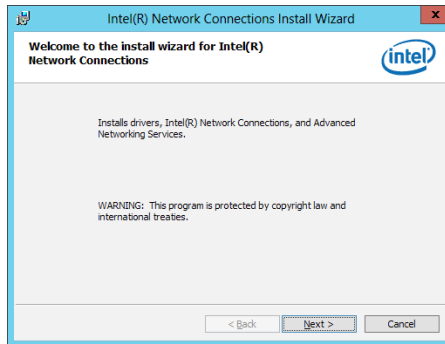 Intel(R) Network Connections Install Wizard
x
Welcome to the install wizard for Intel(R)
Network Connections
intel
Installs drivers, Intel(R) Network Connections, and Advanced
Networking Services.
WARNING: This program is protected by copyright law and
international treaties.
< Back Next > Cancel